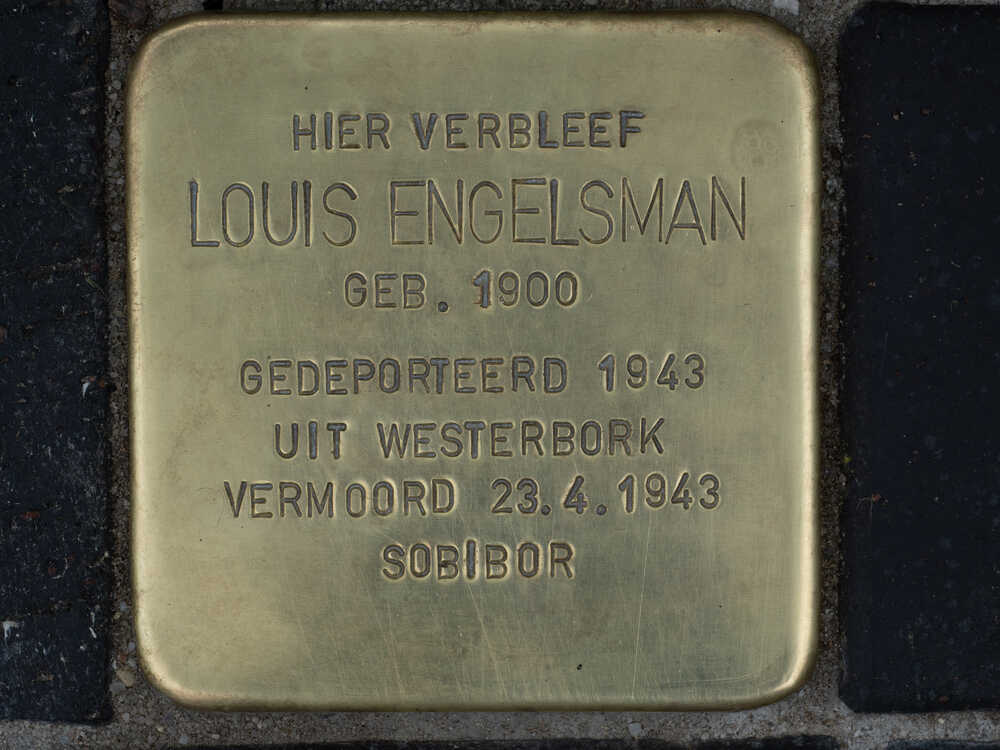 HIER VERBLEEF
LOUIS ENGELSMAN
GEB. 1900
GEDEPORTEERD 1943
UIT WESTERBORK
VERMOORD 23.4.1943
SOBIBOR